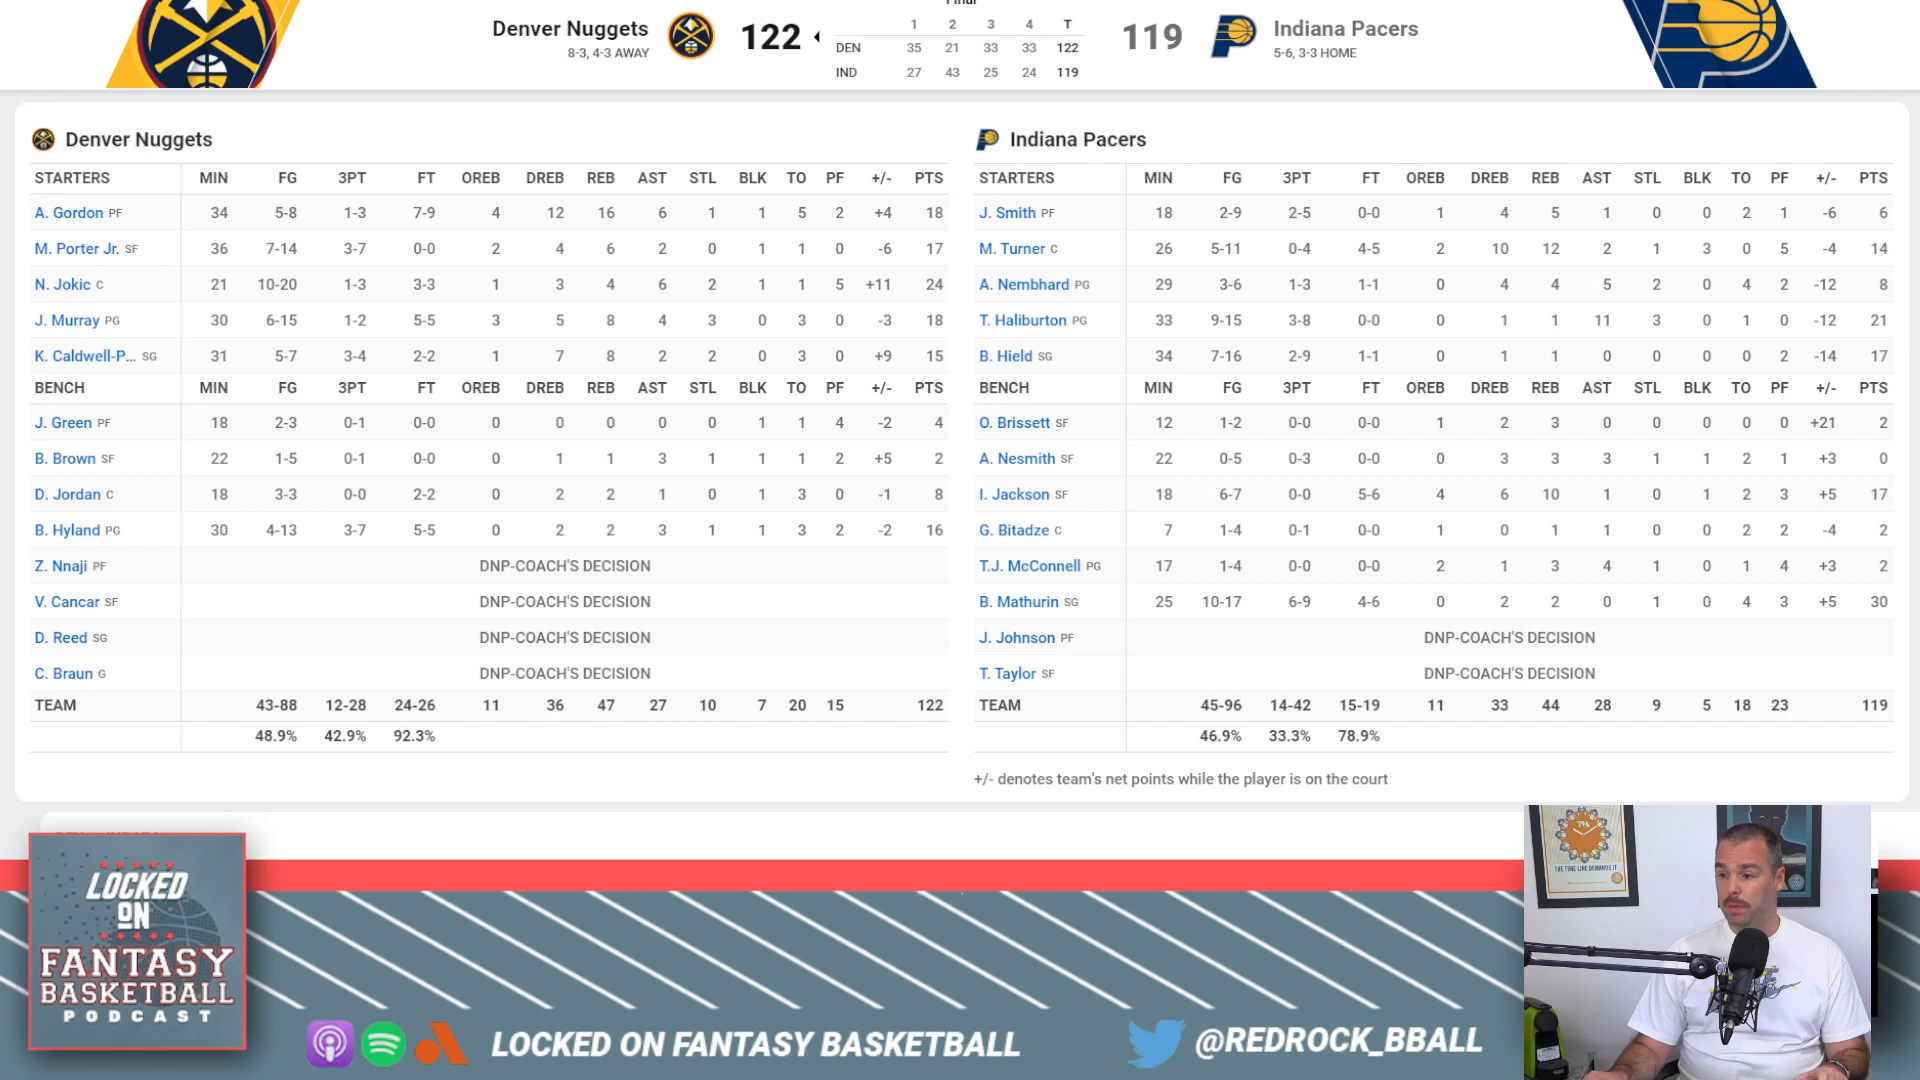 Final
Denver Nuggets
8-3, 4-3 AWAY
122
1 2 3 4 T
DEN 35 21 33 33 122
IND 27 43 25 24 119
119
Indiana Pacers
5-6, 3-3 HOME
Denver Nuggets
STARTERS MIN FG 3PT FT OREB DREB REB AST STL BLK TO PF +/- PTS
A. Gordon PF 34 5-8 1-3 7-9 4 12 16 6 1 1 5 2 +4 18
M. Porter Jr. SF 36 7-14 3-7 0-0 2 4 6 2 0 1 1 0 -6 17
N. Jokic C 21 10-20 1-3 3-3 1 3 4 6 2 1 1 5 +11 24
J. Murray PG 30 6-15 1-2 5-5 3 5 8 4 3 0 3 0 -3 18
K. Caldwell-P... SG 31 5-7 3-4 2-2 1 7 8 2 2 0 3 0 +9 15
BENCH MIN FG 3PT FT OREB DREB REB AST STL BLK TO PF +/- PTS
J. Green PF 18 2-3 0-1 0-0 0 0 0 0 0 1 1 4 -2 4
B. Brown SF 22 1-5 0-1 0-0 0 1 1 3 1 1 1 2 +5 2
D. Jordan C 18 3-3 0-0 2-2 0 2 2 1 0 1 3 0 -1 8
B. Hyland PG 30 4-13 3-7 5-5 0 2 2 3 1 1 3 2 -2 16
Z. Nnaji PF DNP-COACH'S DECISION
V. Cancar SF DNP-COACH'S DECISION
D. Reed SG DNP-COACH'S DECISION
C. Braun G DNP-COACH'S DECISION
TEAM 43-88 12-28 24-26 11 36 47 27 10 7 20 15 122
48.9% 42.9% 92.3%
Indiana Pacers
STARTERS MIN FG 3PT FT OREB DREB REB AST STL BLK TO PF +/- PTS
J. Smith PF 18 2-9 2-5 0-0 1 4 5 1 0 0 2 1 -6 6
M. Turner C 26 5-11 0-4 4-5 2 10 12 2 1 3 0 5 -4 14
A. Nembhard PG 29 3-6 1-3 1-1 0 4 4 5 2 0 4 2 -12 8
T. Haliburton PG 33 9-15 3-8 0-0 0 1 1 11 3 0 1 0 -12 21
B. Hield SG 34 7-16 2-9 1-1 0 1 1 0 0 0 0 2 -14 17
BENCH MIN FG 3PT FT OREB DREB REB AST STL BLK TO PF +/- PTS
O. Brissett SF 12 1-2 0-0 0-0 1 2 3 0 0 0 0 0 +21 2
A. Nesmith SF 22 0-5 0-3 0-0 0 3 3 3 1 1 2 1 +3 0
I. Jackson SF 18 6-7 0-0 5-6 4 6 10 1 0 1 2 3 +5 17
G. Bitadze C 7 1-4 0-1 0-0 1 0 1 1 0 0 2 2 -4 2
T.J. McConnell PG 17 1-4 0-0 0-0 2 1 3 4 1 0 1 4 +3 2
B. Mathurin SG 25 10-17 6-9 4-6 0 2 2 0 1 0 4 3 +5 30
J. Johnson PF DNP-COACH'S DECISION
T. Taylor SF DNP-COACH'S DECISION
TEAM 45-96 14-42 15-19 11 33 44 28 9 5 18 23 119
46.9% 33.3% 78.9%
+/- denotes team's net points while the player is on the court
THE TUNE LINE DEMANDS IT
LOCKED
ON
FANTASY
BASKETBALL
PODCAST
LOCKED ON FANTASY BASKETBALL
@REDROCK_BBALL